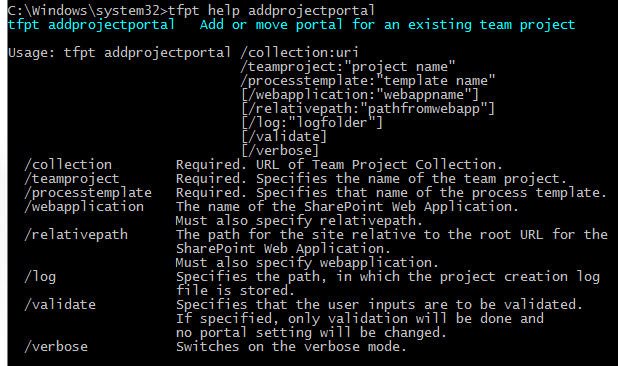 C:\Windows\system32>tfpt help addprojectportal
tfpt addprojectportal   Add or move portal for an existing team project
Usage: tfpt addprojectportal /collection:uri
/teamproject:"project name"
/processtemplate:"template name"
[/webapplication:"webappname"]
[/relativepath:"pathfromwebapp"]
[/log:"logfolder"]
[/validate]
[/verbose]
/collection Required. URL of Team Project Collection.
/teamproject Required. Specifies the name of the team project.
/processtemplate Required. Specifies that name of the process template.
/webapplication The name of the SharePoint Web Application.
Must also specify relativepath.
/relativepath The path for the site relative to the root URL for the
SharePoint Web Application.
Must also specify webapplication.
/log Specifies the path, in which the project creation log
file is stored.
/validate Specifies that the user inputs are to be validated.
If specified, only validation will be done and
no portal setting will be changed.
/verbose Switches on the verbose mode.